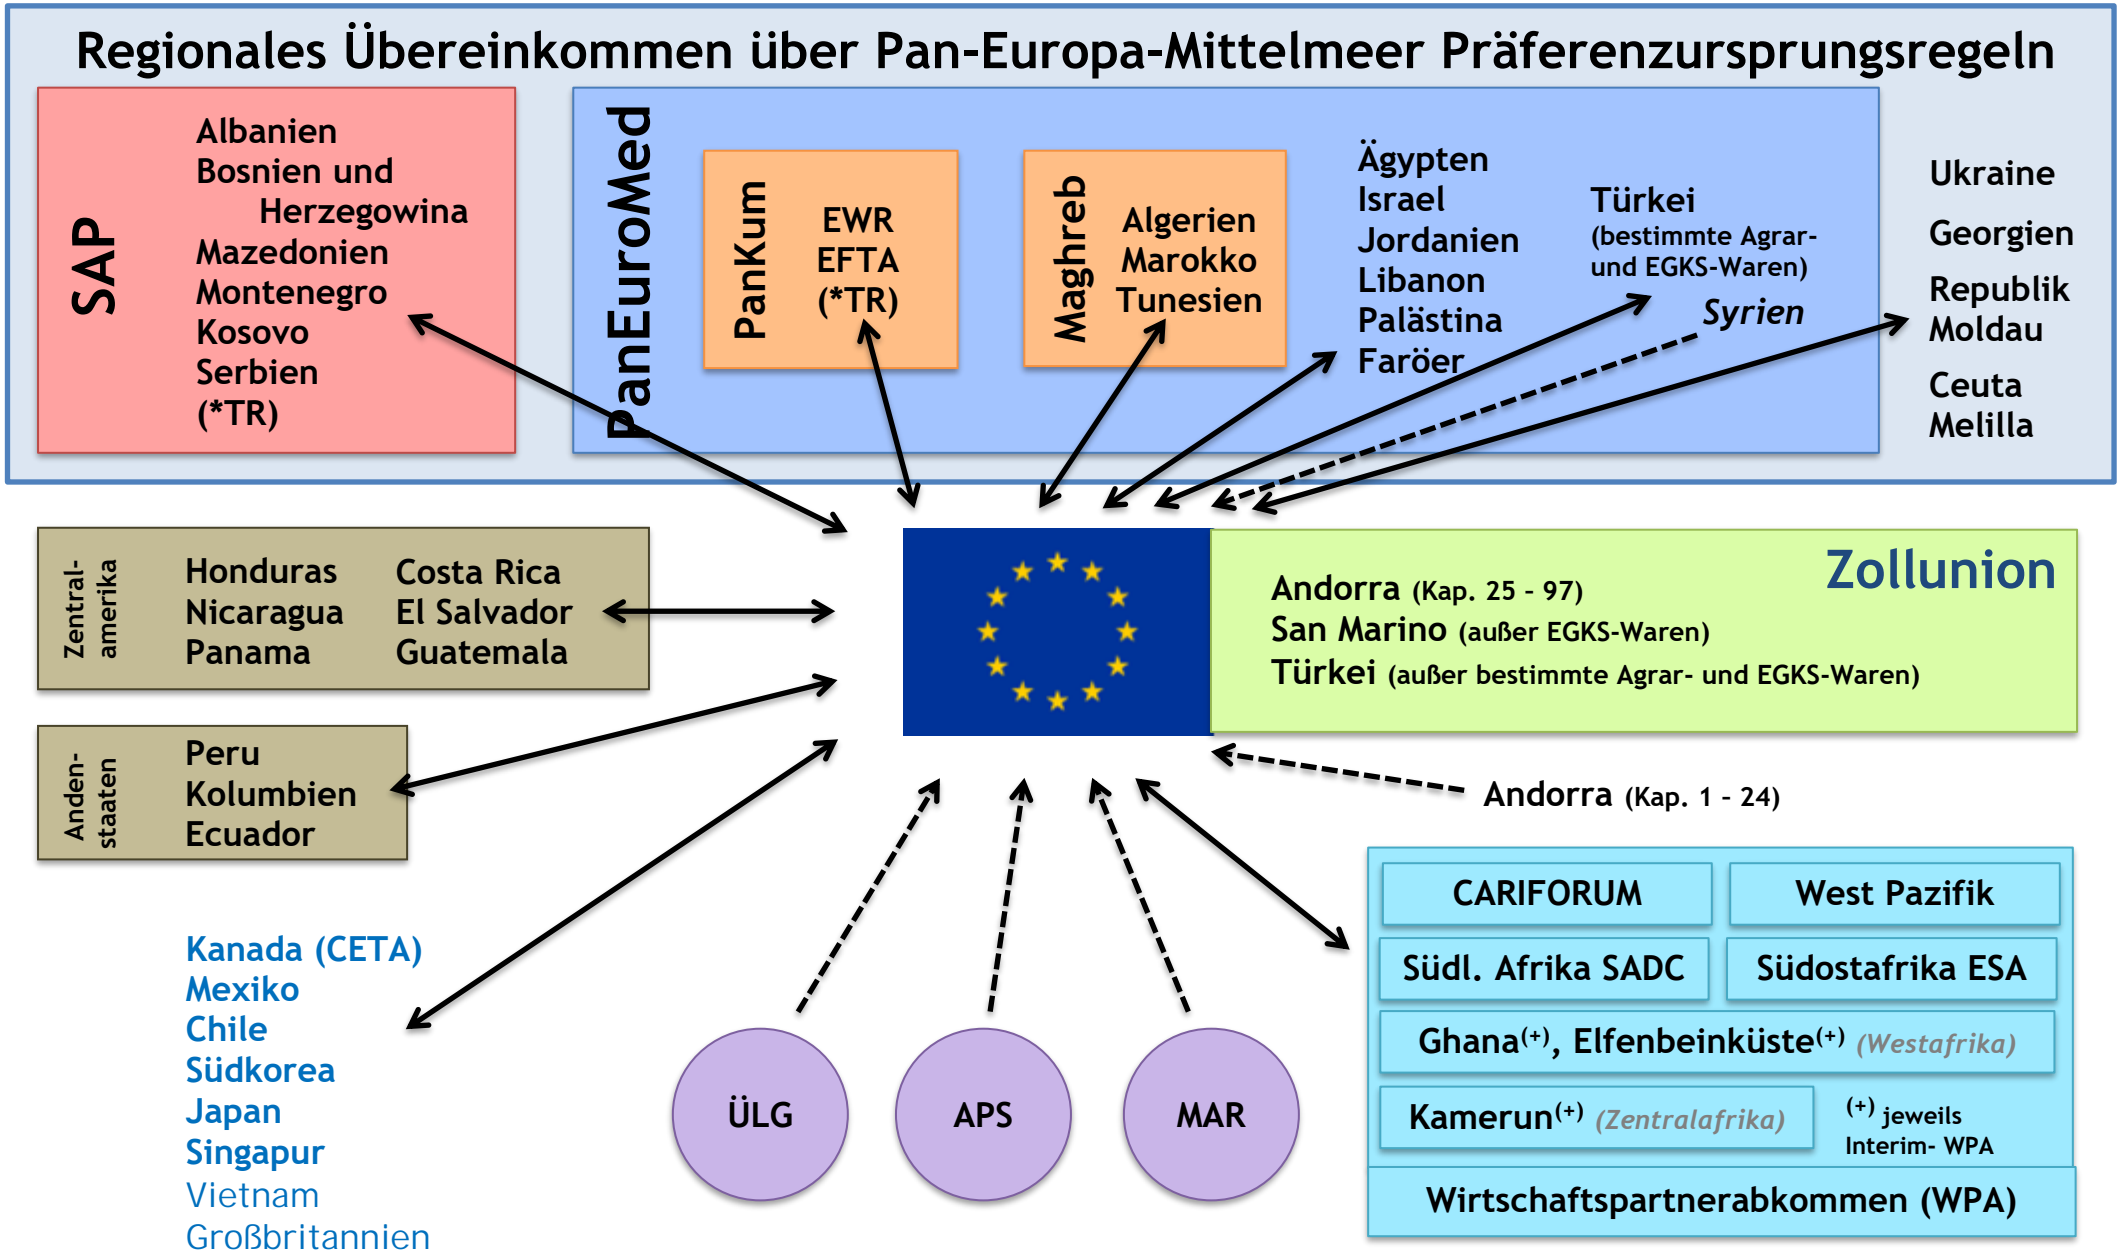 Regionales Übereinkommen über Pan-Europa-Mittelmeer Präferenzursprungsregeln
SAP
Albanien
Bosnien und
Herzegowina
Mazedonien
Montenegro
Kosovo
Serbien
(*TR)
PanEuroMed
PanKum
EWR
EFTA
(*TR)
Maghreb
Algerien
Marokko
Tunesien
Ägypten
Israel
Jordanien
Libanon
Palästina
Faröer
Türkei
(bestimmte Agrar-
und EGKS-Waren)
Syrien
Ukraine
Georgien
Republik
Moldau
Ceuta
Melilla
Zentral-
amerika
Honduras
Nicaragua
Panama
Costa Rica
El Salvador
Guatemala
Zollunion
Andorra (Kap. 25 – 97)
San Marino (außer EGKS-Waren)
Türkei (außer bestimmte Agrar- und EGKS-Waren)
Anden-
staaten
Peru
Kolumbien
Ecuador
Andorra (Kap. 1 – 24)
Kanada (CETA)
Mexiko
Chile
Südkorea
Japan
Singapur
Vietnam
Großbritannien
ÜLG
APS
MAR
CARIFORUM
West Pazifik
Südl. Afrika SADC
Südostafrika ESA
Ghana(+), Elfenbeinküste(+) (Westafrika)
Kamerun(+) (Zentralafrika)
(+) jeweils
Interim- WPA
Wirtschaftspartnerabkommen (WPA)